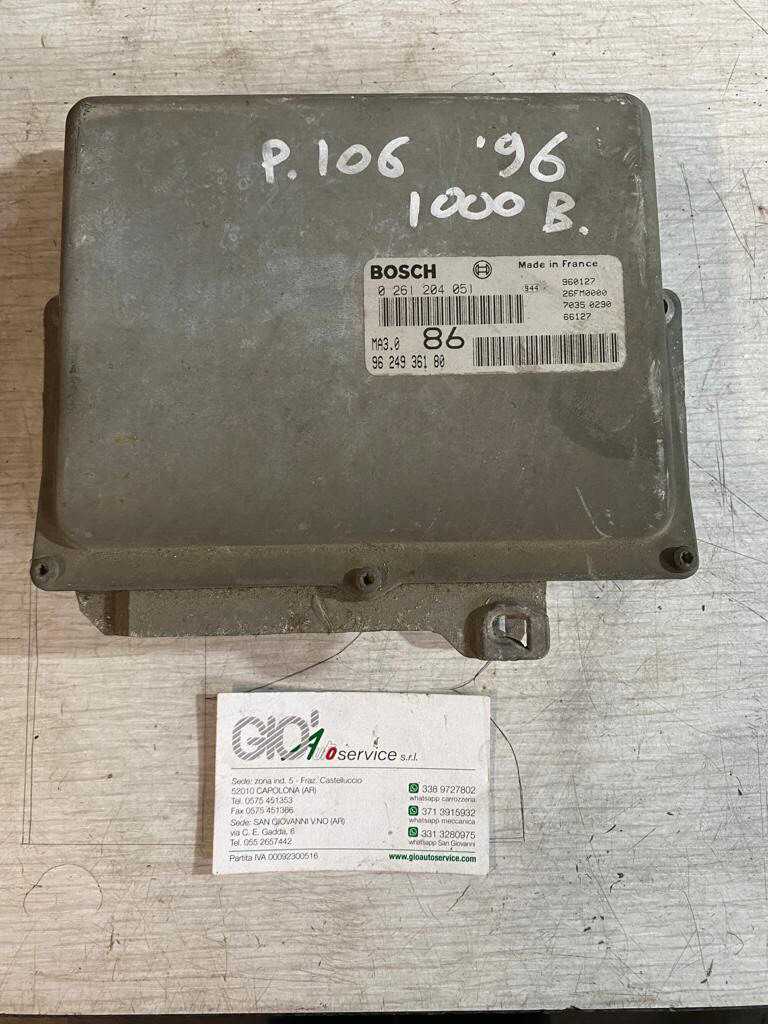 P. 106 '96
1000 B.
BOSCH Made in France
0 261 204 051 944 960127
26FM0000
7035 0290
66127
MA3.0 86
96 249 361 80
GIO' Autoservice s.r.l.
Sede: zona ind. 5 - Fraz. Castelluccio
52010 CAPOLONA (AR)
Tel. 0575 451353
Fax 0575 451366
Sede: SAN GIOVANNI V.NO (AR)
via C. E. Gadda, 6
Tel. 055 2657442
Partita IVA 00092300516
338 9727802
whatsapp carrozzeria
371 3915932
whatsapp meccanica
331 3280975
whatsapp San Giovanni
www.gioautoservice.com